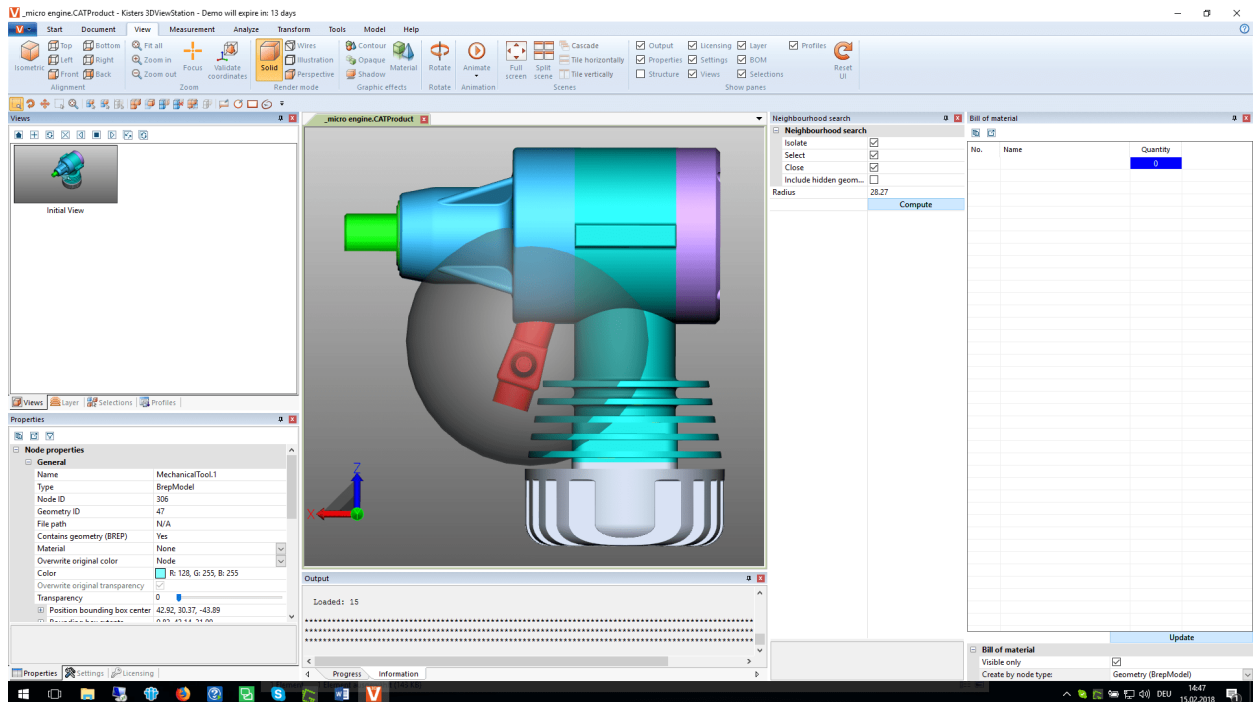 _micro engine.CATProduct - Kisters 3DViewStation - Demo will expire in: 13 days
Start Document View Measurement Analyze Transform Tools Model Help
Top Bottom Fit all Wires Contour Cascade Output Licensing Layer Profiles
Left Right Zoom in Illustration Opaque Tile horizontally Properties Settings BOM
Front Back Zoom out Perspective Shadow Tile vertically Structure Views Selections
Isometric Focus Validate coordinates Solid Material Rotate Animate Full screen Split scene Reset UI
Alignment Zoom Render mode Graphic effects Rotate Animation Scenes Show panes
Views
Initial View
Views Layer Selections Profiles
Properties
Node properties
General
Name MechanicalTool.1
Type BrepModel
Node ID 306
Geometry ID 47
File path N/A
Contains geometry (BREP) Yes
Material None
Overwrite original color Node
Color R: 128, G: 255, B: 255
Overwrite original transparency
Transparency 0
Position bounding box center 42.92, 30.37, -43.89
Properties Settings Licensing
_micro engine.CATProduct
Z
X
Output
Loaded: 15
***********************************************************************
***********************************************************************
***********************************************************************
Progress Information
Neighbourhood search
Neighbourhood search
Isolate
Select
Close
Include hidden geom...
Radius 28.27
Compute
Bill of material
No. Name Quantity
0
Update
Bill of material
Visible only
Create by node type: Geometry (BrepModel)
DEU
14:47
15.02.2018